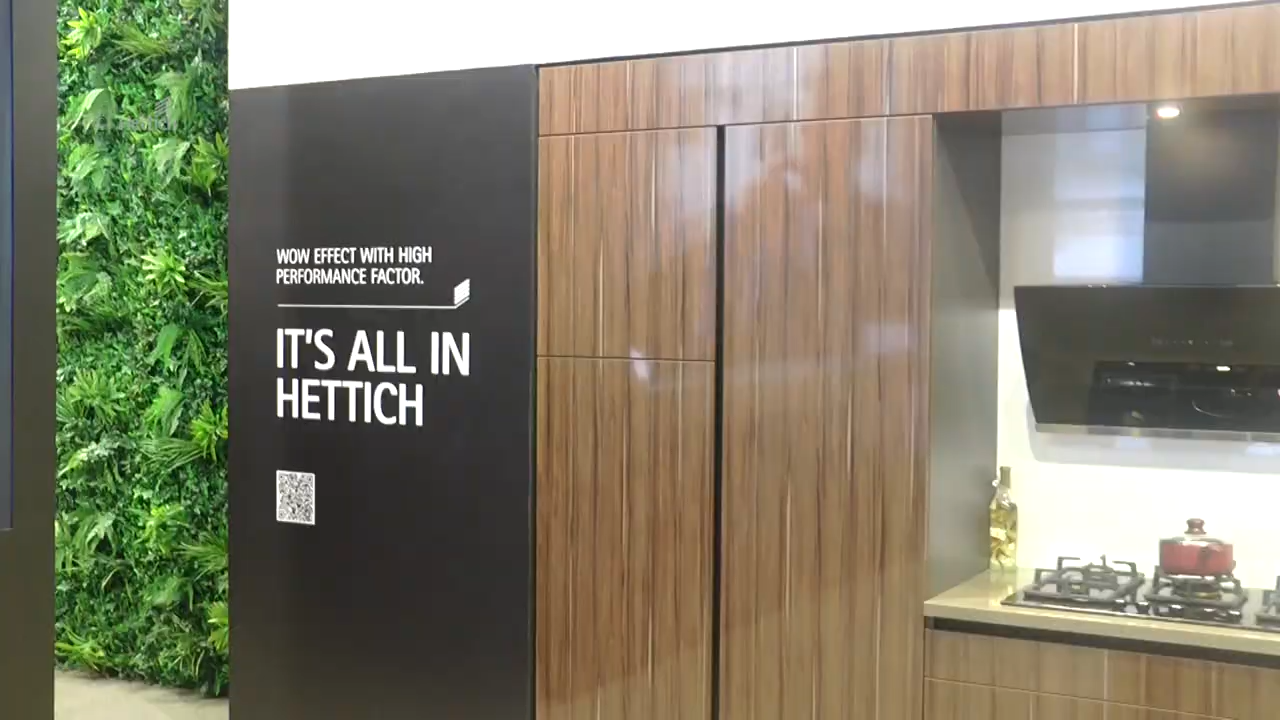 WOW EFFECT WITH HIGH
PERFORMANCE FACTOR.
IT'S ALL IN
HETTICH